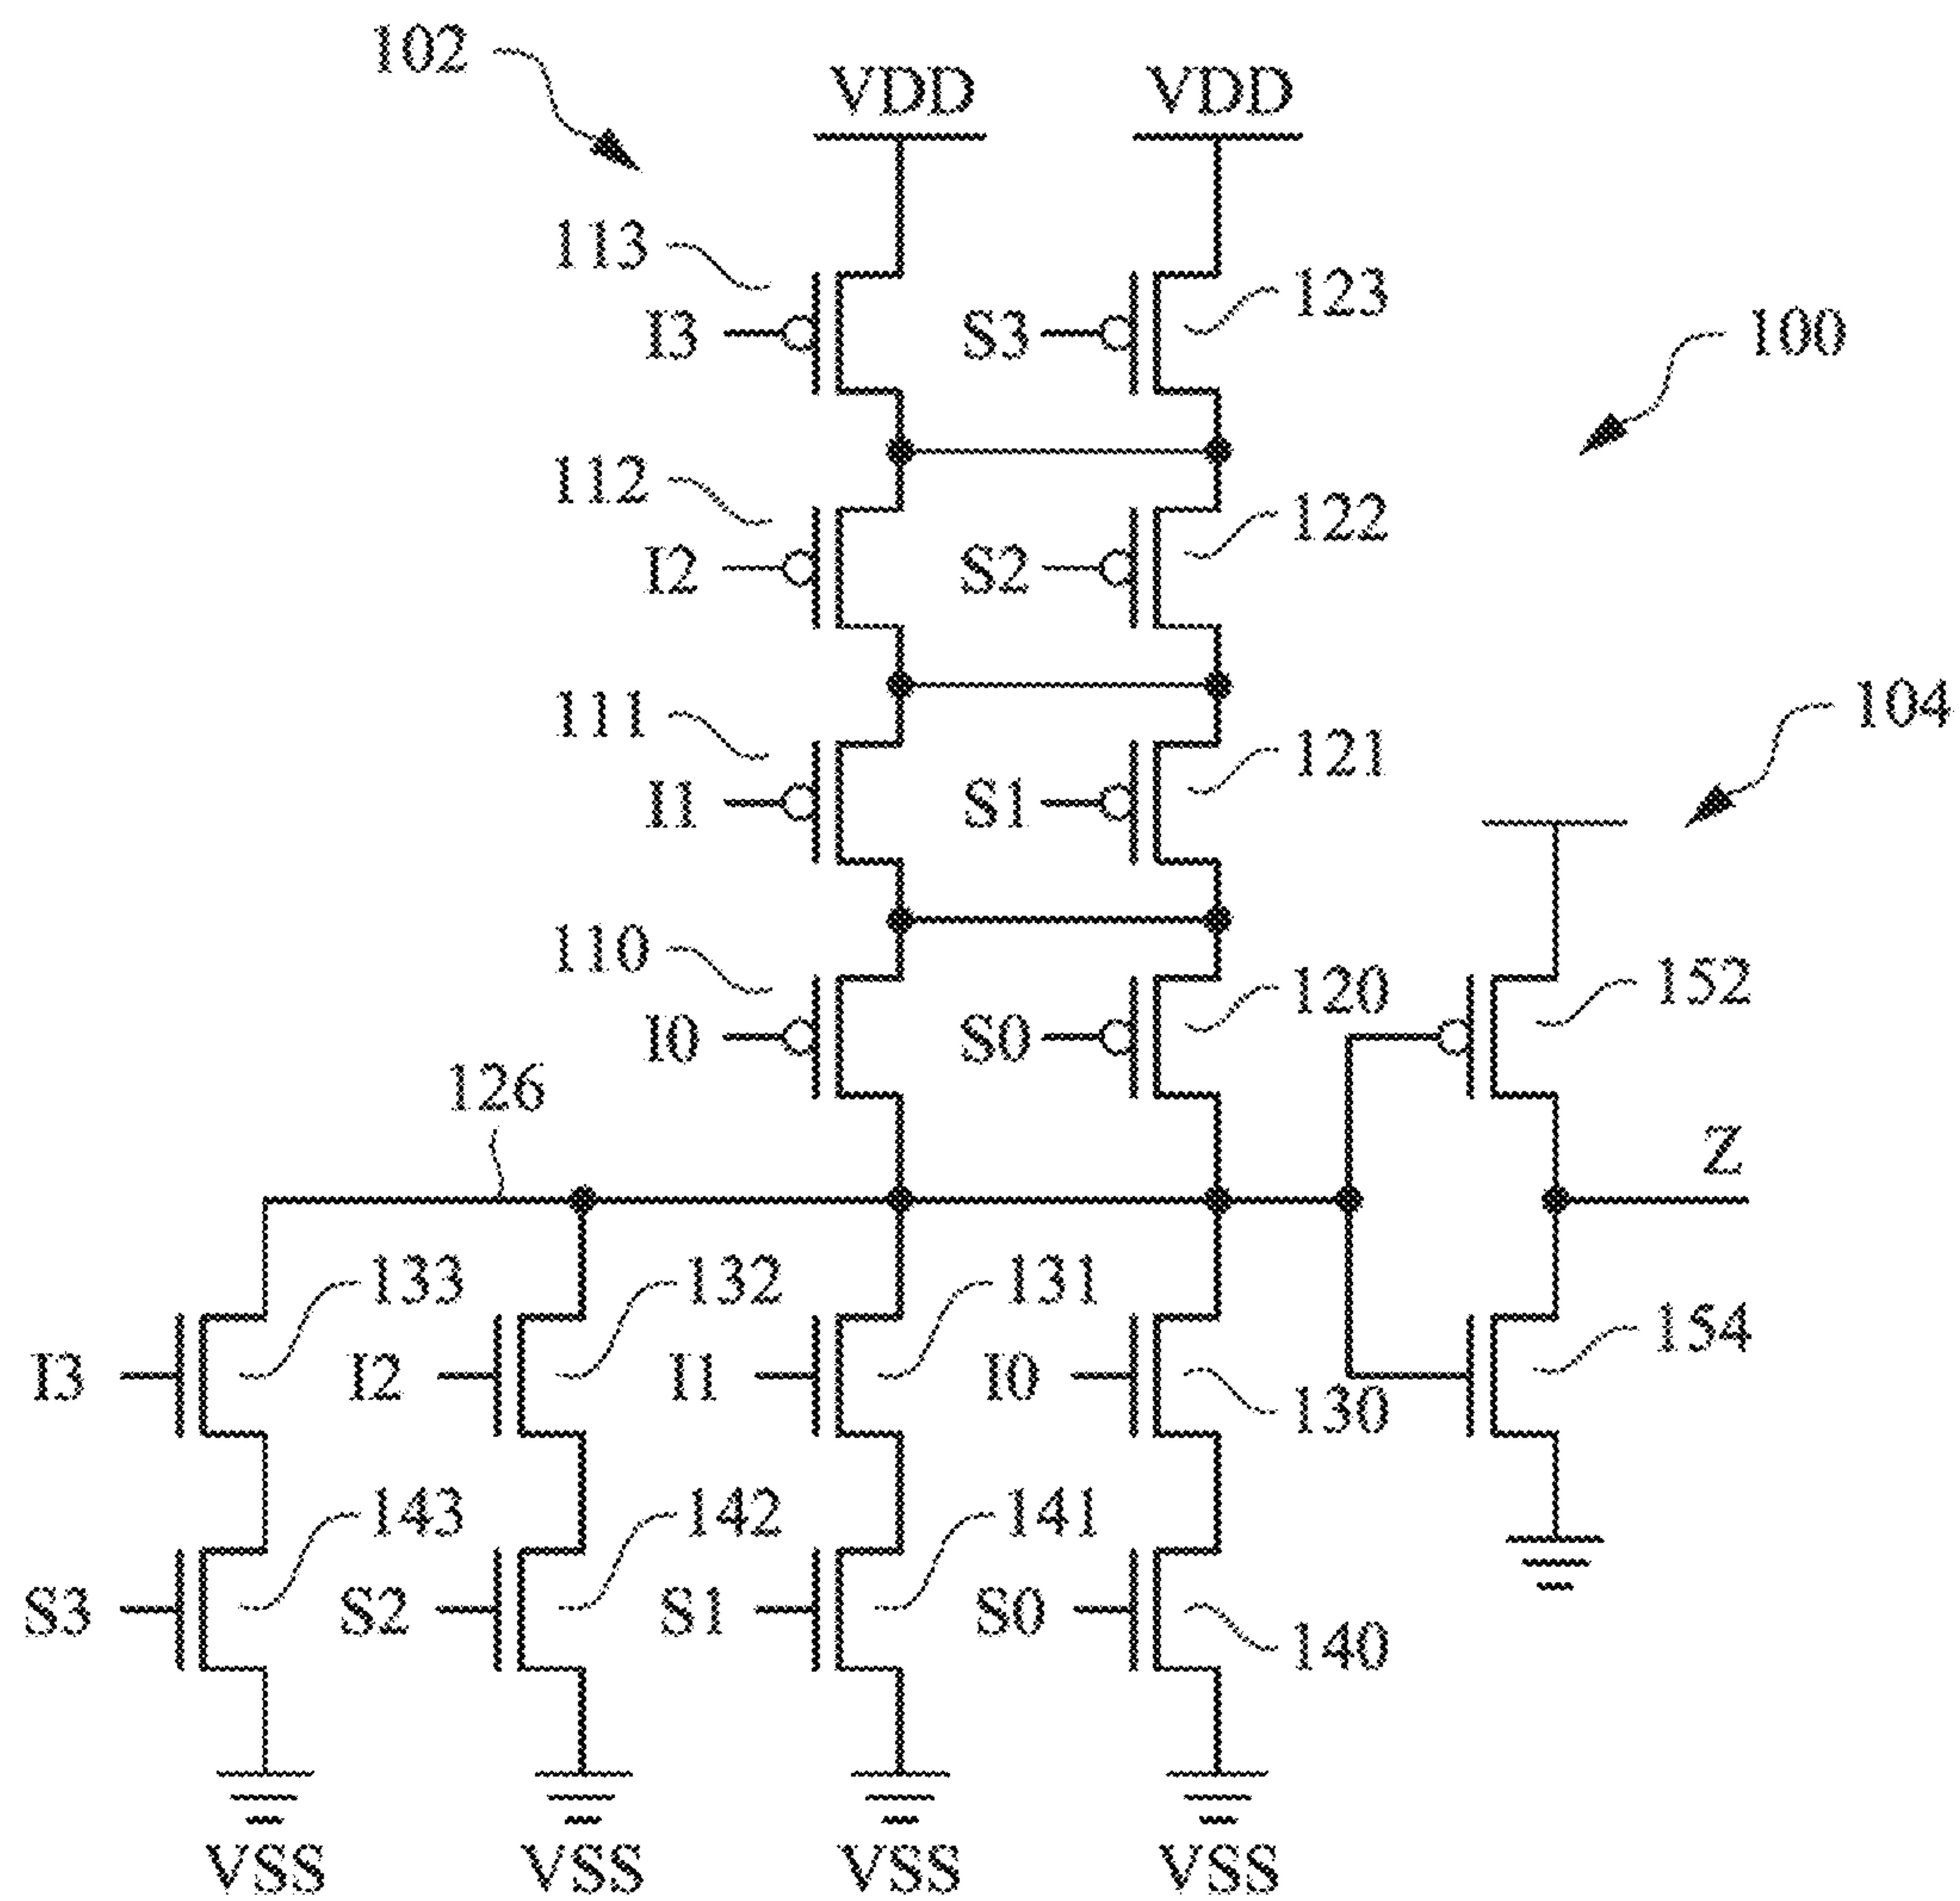 102
VDD VDD
113
I3 S3 123
100
112
I2 S2 122
111
I1 S1 121
104
110
I0 S0 120
152
126
Z
133 132 131
I3 I2 I1 I0 130 154
143 142 141
S3 S2 S1 S0 140
VSS VSS VSS VSS